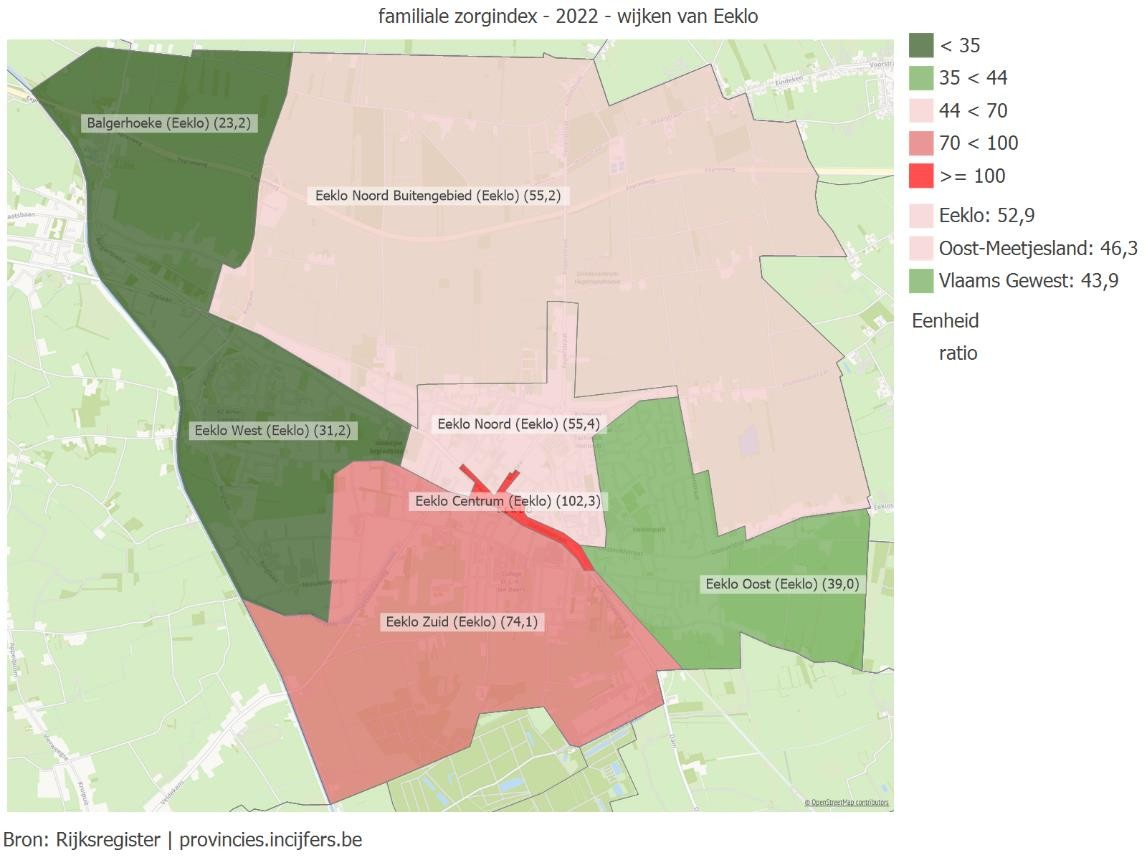 familiale zorgindex - 2022 - wijken van Eeklo
< 35
35 < 44
44 < 70
70 < 100
>= 100
Eeklo: 52,9
Oost-Meetjesland: 46,3
Vlaams Gewest: 43,9
Eenheid
ratio
Eindeken
Balgerhoeke (Eeklo) (23,2)
Eeklo Noord Buitengebied (Eeklo) (55,2)
Eeklo Noord (Eeklo) (55,4)
Eeklo West (Eeklo) (31,2)
Eeklo Centrum (Eeklo) (102,3)
Eeklo Oost (Eeklo) (39,0)
Eeklo Zuid (Eeklo) (74,1)
© OpenStreetMap contributors
Bron: Rijksregister | provincies.incijfers.be